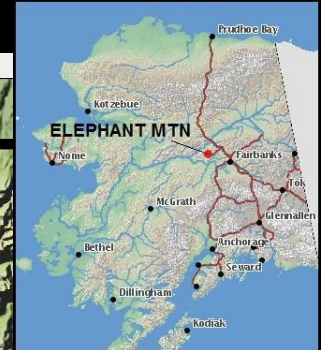 Prudhoe Bay
Kotzebue
ELEPHANT MTN
Nome
Fairbanks
Tok
McGrath
Glennallen
Anchorage
Bethel
Seward
Dillingham
Kodiak